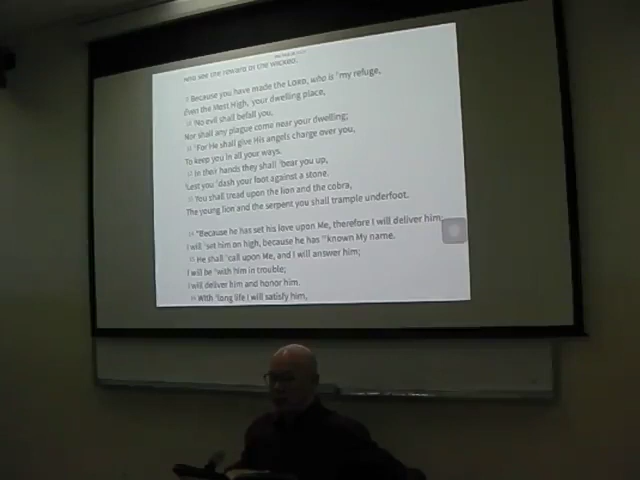 and see the reward of the wicked.
9 Because you have made the LORD, who is my refuge,
Even the Most High, your dwelling place,
10 No evil shall befall you,
Nor shall any plague come near your dwelling;
11 For He shall give His angels charge over you,
To keep you in all your ways.
12 In their hands they shall bear you up,
Lest you dash your foot against a stone.
13 You shall tread upon the lion and the cobra,
The young lion and the serpent you shall trample underfoot.
14 "Because he has set his love upon Me, therefore I will deliver him;
I will set him on high, because he has known My name.
15 He shall call upon Me, and I will answer him;
I will be with him in trouble;
I will deliver him and honor him.
16 With long life I will satisfy him,